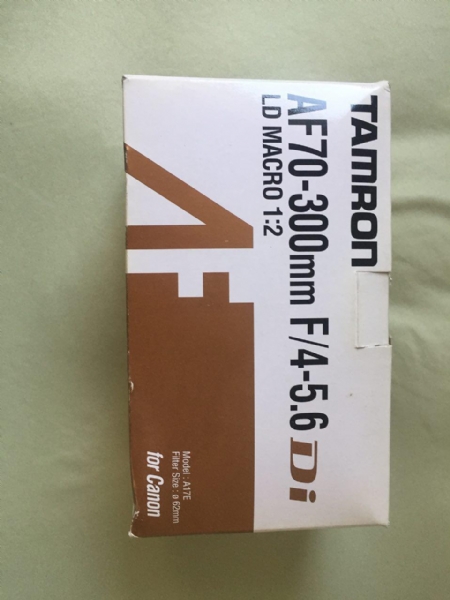 TAMRON
AF70-300mm F/4-5.6 Di
LD MACRO 1:2
AF
Model : A17E
Filter Size : ø 62mm
for Canon